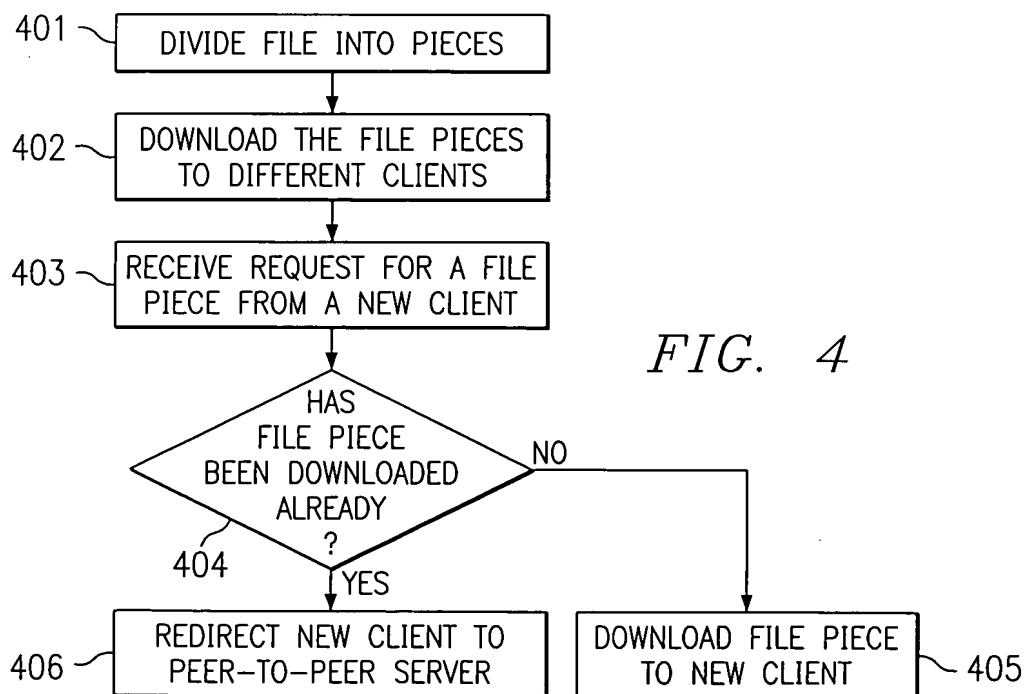 401
DIVIDE FILE INTO PIECES
402
DOWNLOAD THE FILE PIECES
TO DIFFERENT CLIENTS
403
RECEIVE REQUEST FOR A FILE
PIECE FROM A NEW CLIENT
FIG. 4
HAS
FILE PIECE
BEEN DOWNLOADED
ALREADY
?
404
NO
YES
406
REDIRECT NEW CLIENT TO
PEER-TO-PEER SERVER
DOWNLOAD FILE PIECE
TO NEW CLIENT
405